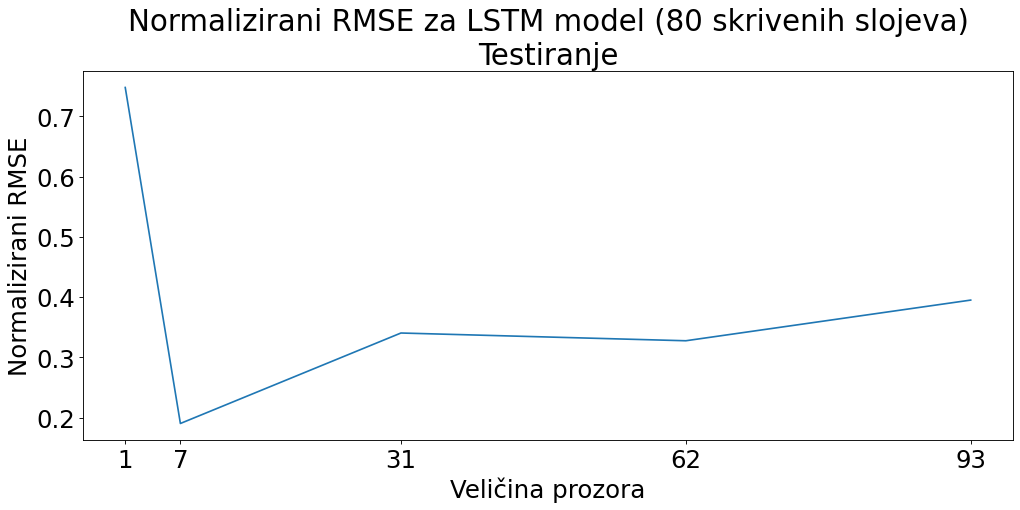 Normalizirani RMSE za LSTM model (80 skrivenih slojeva)
Testiranje
Normalizirani RMSE
0.7
0.6
0.5
0.4
0.3
0.2
1 7 31 62 93
Veličina prozora